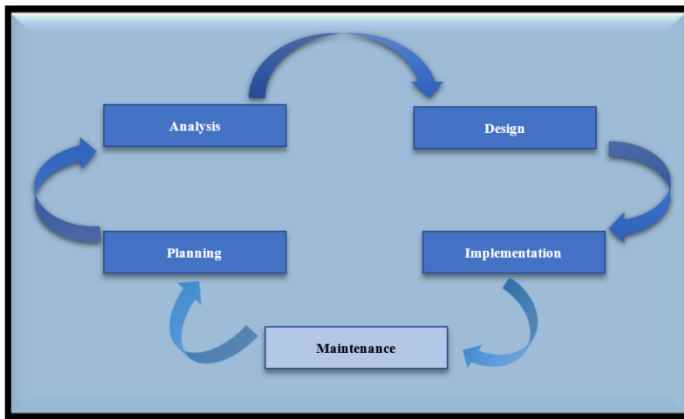 Analysis
Design
Planning
Implementation
Maintenance